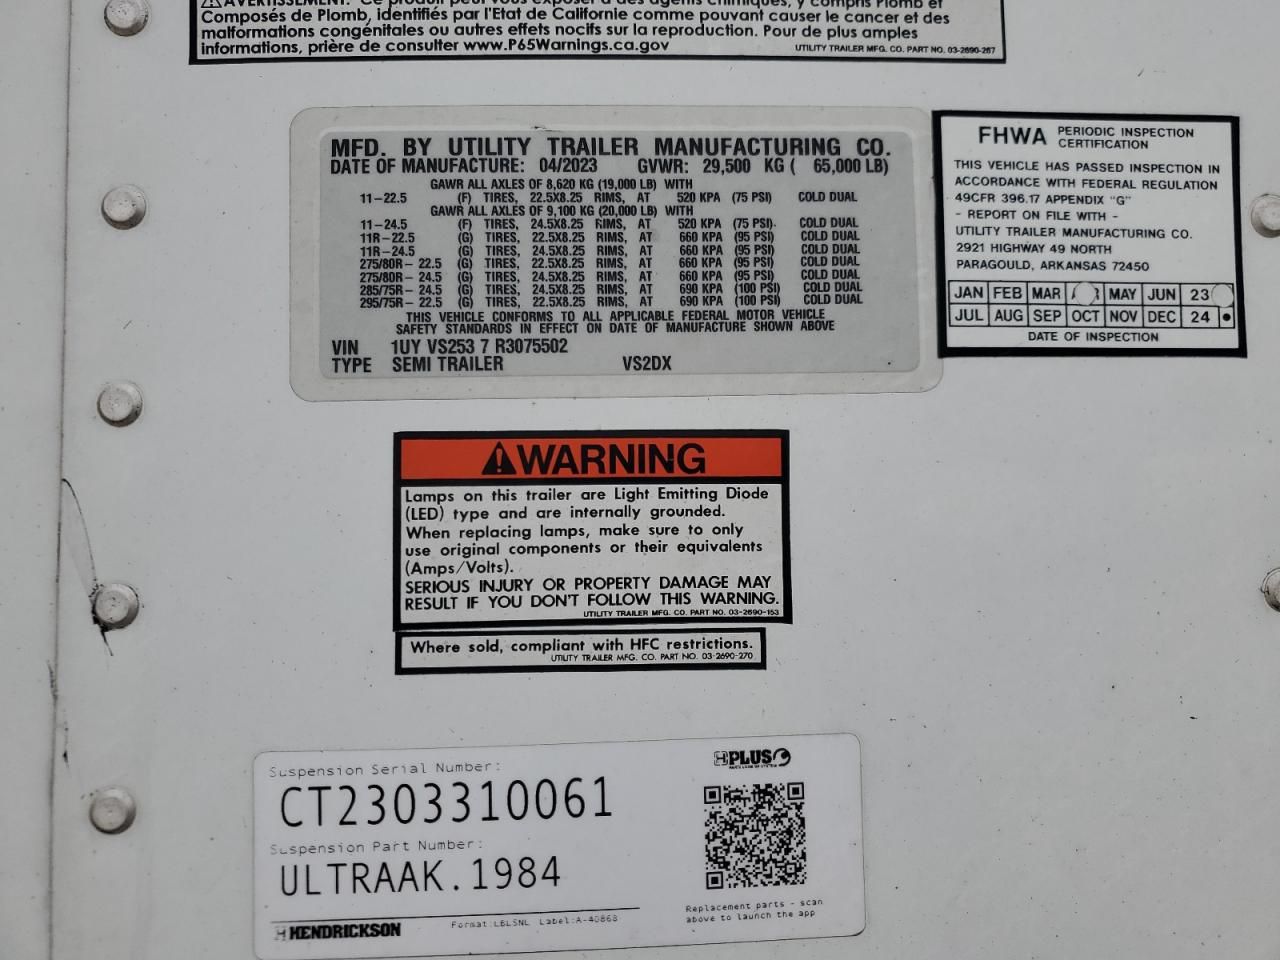 AVERTISSEMENT: Ce produit peut vous exposer à des agents chimiques, y compris Plomb et
Composés de Plomb, identifiés par l'Etat de Californie comme pouvant causer le cancer et des
malformations congénitales ou autres effets nocifs sur la reproduction. Pour de plus amples
informations, prière de consulter www.P65Warnings.ca.gov
UTILITY TRAILER MFG. CO. PART NO. 03-2690-267
MFD. BY UTILITY TRAILER MANUFACTURING CO.
DATE OF MANUFACTURE: 04/2023 GVWR: 29,500 KG ( 65,000 LB)
GAWR ALL AXLES OF 8,620 KG (19,000 LB) WITH
11-22.5 (F) TIRES, 22.5X8.25 RIMS, AT 520 KPA (75 PSI) COLD DUAL
GAWR ALL AXLES OF 9,100 KG (20,000 LB) WITH
11-24.5 (F) TIRES, 24.5X8.25 RIMS, AT 520 KPA (75 PSI) COLD DUAL
11R-22.5 (G) TIRES, 22.5X8.25 RIMS, AT 660 KPA (95 PSI) COLD DUAL
11R-24.5 (G) TIRES, 24.5X8.25 RIMS, AT 660 KPA (95 PSI) COLD DUAL
275/80R- 22.5 (G) TIRES, 22.5X8.25 RIMS, AT 660 KPA (95 PSI) COLD DUAL
275/80R- 24.5 (G) TIRES, 24.5X8.25 RIMS, AT 660 KPA (95 PSI) COLD DUAL
285/75R- 24.5 (G) TIRES, 24.5X8.25 RIMS, AT 690 KPA (100 PSI) COLD DUAL
295/75R- 22.5 (G) TIRES, 22.5X8.25 RIMS, AT 690 KPA (100 PSI) COLD DUAL
THIS VEHICLE CONFORMS TO ALL APPLICABLE FEDERAL MOTOR VEHICLE
SAFETY STANDARDS IN EFFECT ON DATE OF MANUFACTURE SHOWN ABOVE
VIN 1UY VS253 7 R3075502
TYPE SEMI TRAILER VS2DX
FHWA PERIODIC INSPECTION
CERTIFICATION
THIS VEHICLE HAS PASSED INSPECTION IN
ACCORDANCE WITH FEDERAL REGULATION
49CFR 396.17 APPENDIX "G"
- REPORT ON FILE WITH -
UTILITY TRAILER MANUFACTURING CO.
2921 HIGHWAY 49 NORTH
PARAGOULD, ARKANSAS 72450
JAN FEB MAR MAY JUN 23
JUL AUG SEP OCT NOV DEC 24
DATE OF INSPECTION
WARNING
Lamps on this trailer are Light Emitting Diode
(LED) type and are internally grounded.
When replacing lamps, make sure to only
use original components or their equivalents
(Amps/Volts).
SERIOUS INJURY OR PROPERTY DAMAGE MAY
RESULT IF YOU DON'T FOLLOW THIS WARNING.
UTILITY TRAILER MFG. CO. PART NO. 03-2690-153
Where sold, compliant with HFC restrictions.
UTILITY TRAILER MFG. CO. PART NO. 03-2690-270
Suspension Serial Number:
CT2303310061
Suspension Part Number:
ULTRAAK.1984
HENDRICKSON
Format:L6LSNL Label:A-40868
PLUS
Replacement parts - scan
above to launch the app